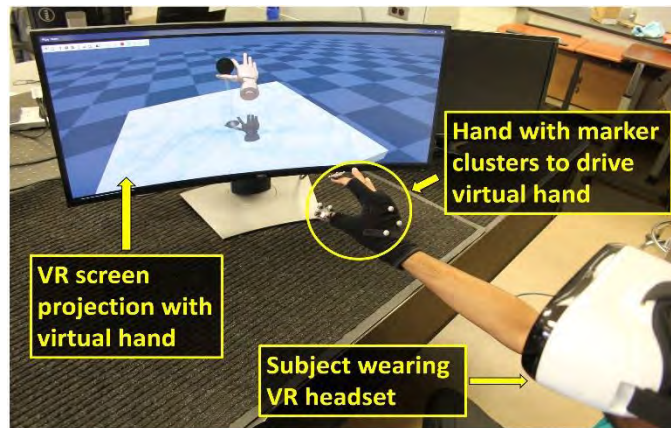 Hand with marker
clusters to drive
virtual hand
VR screen
projection with
virtual hand
Subject wearing
VR headset